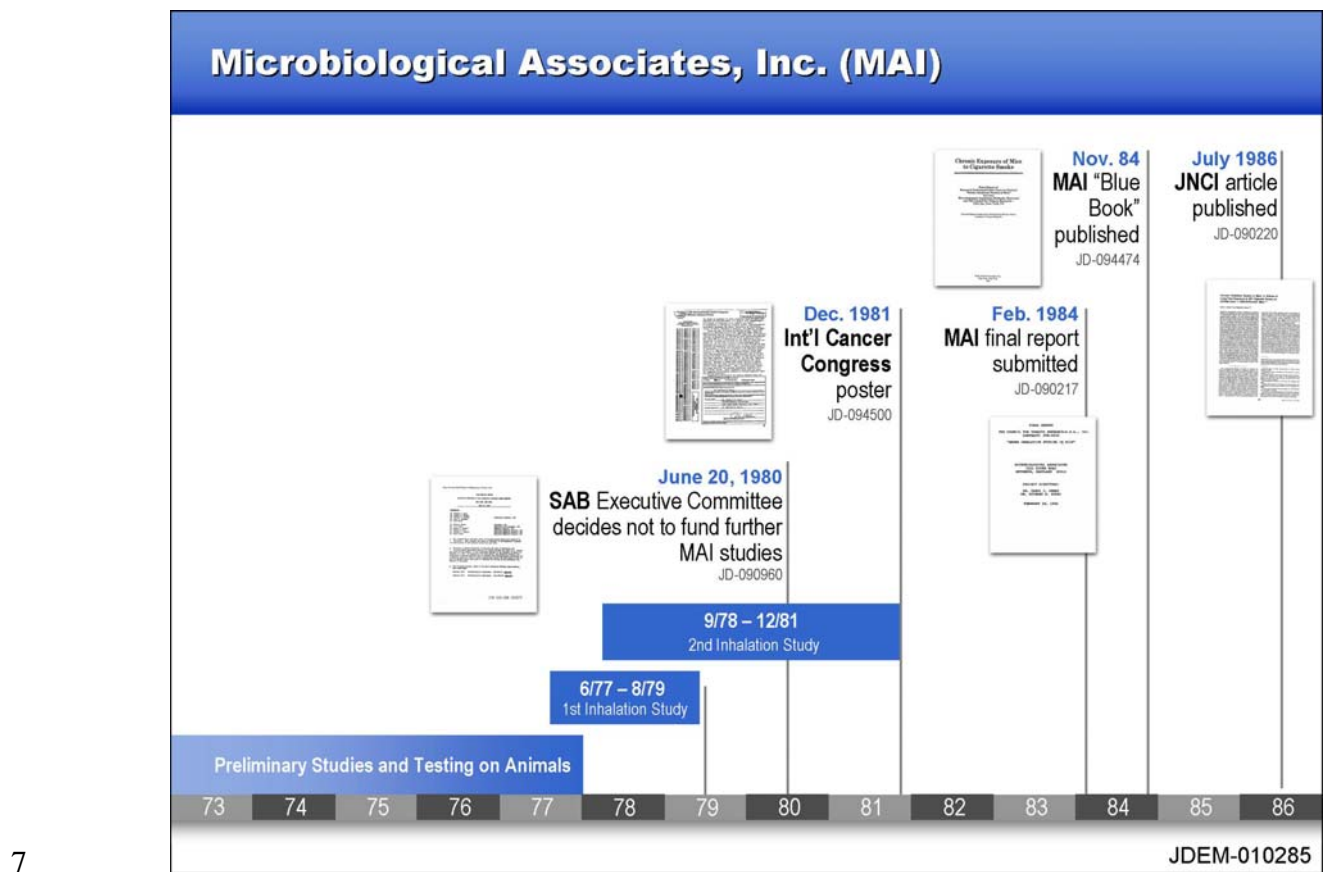 Microbiological Associates, Inc. (MAI)
Nov. 84
MAI "Blue
Book"
published
JD-094474
July 1986
JNCI article
published
JD-090220
Chronic Exposure of Mice
to Cigarette Smoke
Dec. 1981
Int'l Cancer
Congress
poster
JD-094500
Feb. 1984
MAI final report
submitted
JD-090217
June 20, 1980
SAB Executive Committee
decides not to fund further
MAI studies
JD-090960
9/78 – 12/81
2nd Inhalation Study
6/77 – 8/79
1st Inhalation Study
Preliminary Studies and Testing on Animals
73 74 75 76 77 78 79 80 81 82 83 84 85 86
JDEM-010285
7